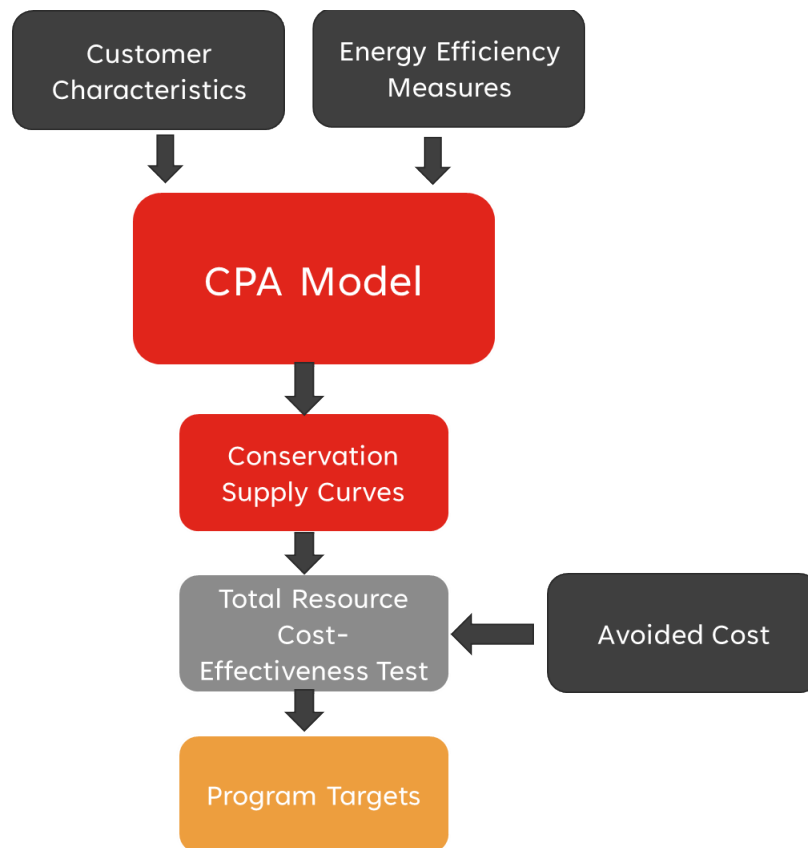 Customer
Characteristics
Energy Efficiency
Measures
CPA Model
Conservation
Supply Curves
Total Resource
Cost-
Effectiveness Test
Avoided Cost
Program Targets